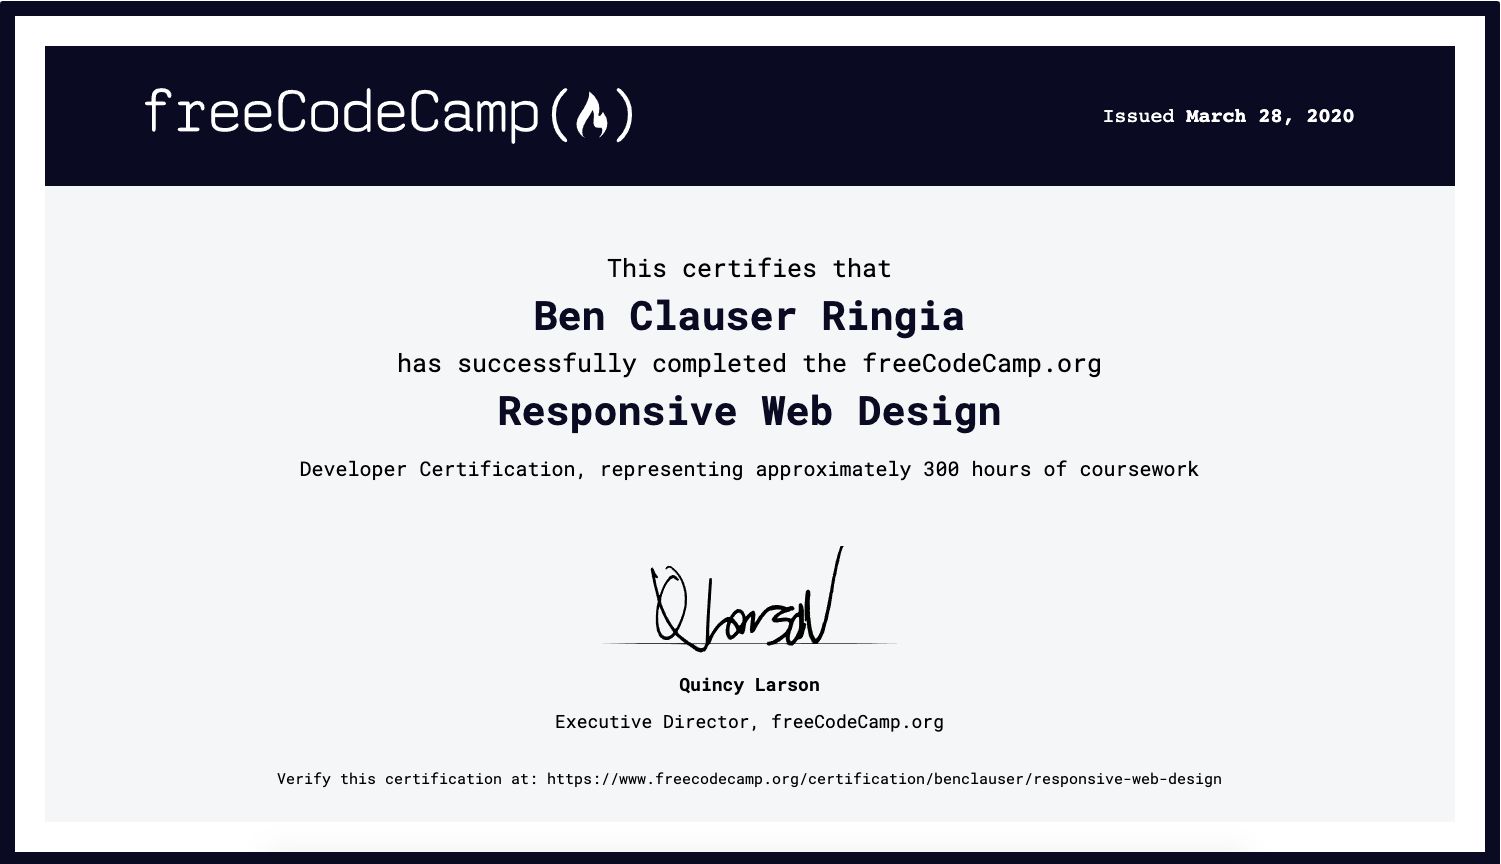 freeCodeCamp(🔥)
Issued March 28, 2020
This certifies that
Ben Clauser Ringia
has successfully completed the freeCodeCamp.org
Responsive Web Design
Developer Certification, representing approximately 300 hours of coursework
Q Larson
Quincy Larson
Executive Director, freeCodeCamp.org
Verify this certification at: https://www.freecodecamp.org/certification/benclauser/responsive-web-design